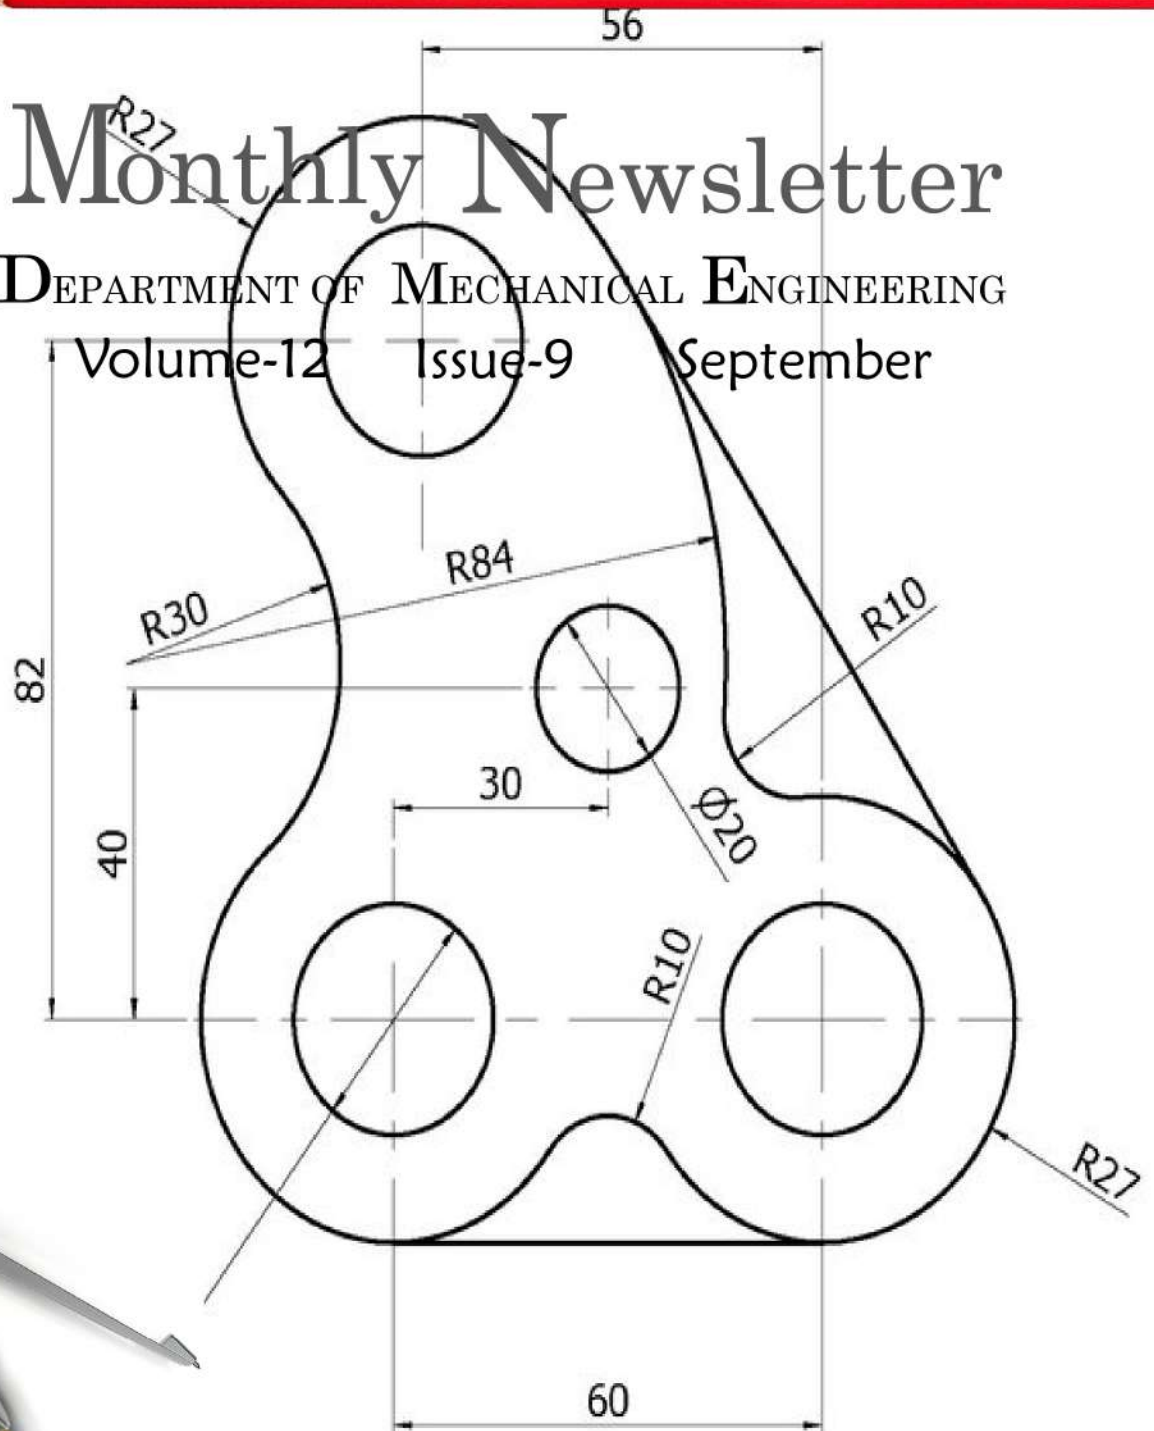 56
R27
Monthly Newsletter
DEPARTMENT OF MECHANICAL ENGINEERING
Volume-12 Issue-9 September
R84
R30
R10
82
30
Ø20
40
R10
R27
60